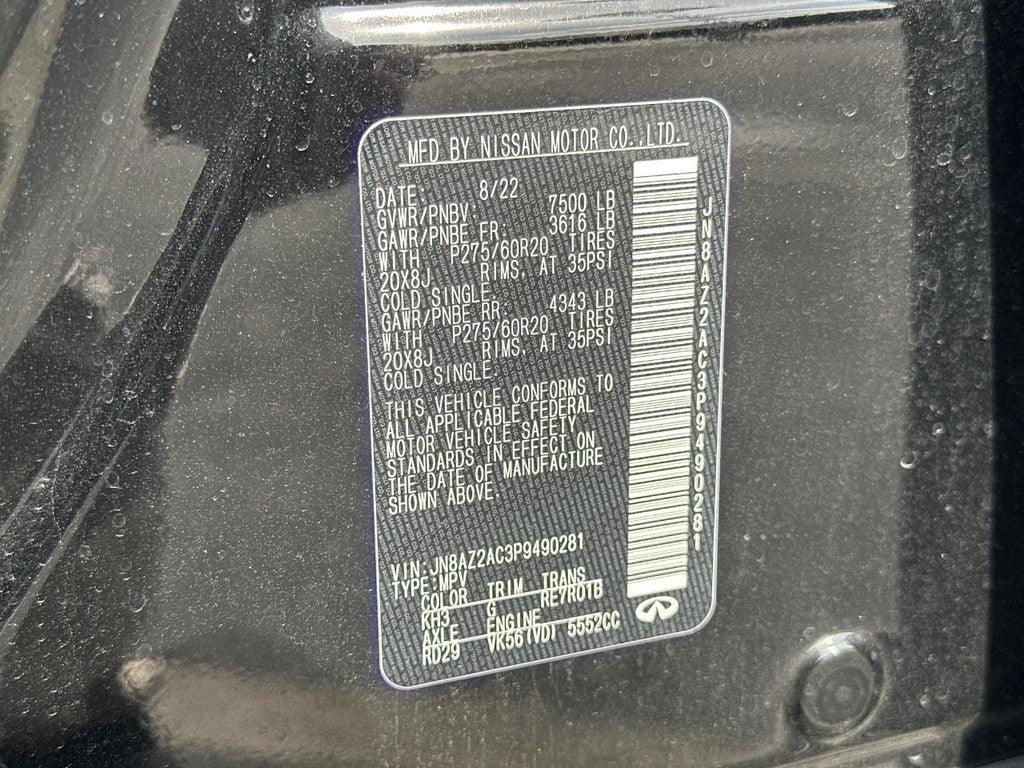 MFD BY NISSAN MOTOR CO.,LTD.
DATE: 8/22
GVWR/PNBV: 7500 LB
GAWR/PNBE FR: 3616 LB
WITH P275/60R20 TIRES
20X8J RIMS, AT 35PSI
COLD SINGLE.
GAWR/PNBE RR: 4343 LB
WITH P275/60R20 TIRES
20X8J RIMS, AT 35PSI
COLD SINGLE.
THIS VEHICLE CONFORMS TO
ALL APPLICABLE FEDERAL
MOTOR VEHICLE SAFETY
STANDARDS IN EFFECT ON
THE DATE OF MANUFACTURE
SHOWN ABOVE.
VIN:JN8AZ2AC3P9490281
TYPE:MPV
COLOR TRIM TRANS
KH3 G RE7R01B
AXLE ENGINE
RD29 VK56(VD) 5552CC
JN8AZ2AC3P9490281